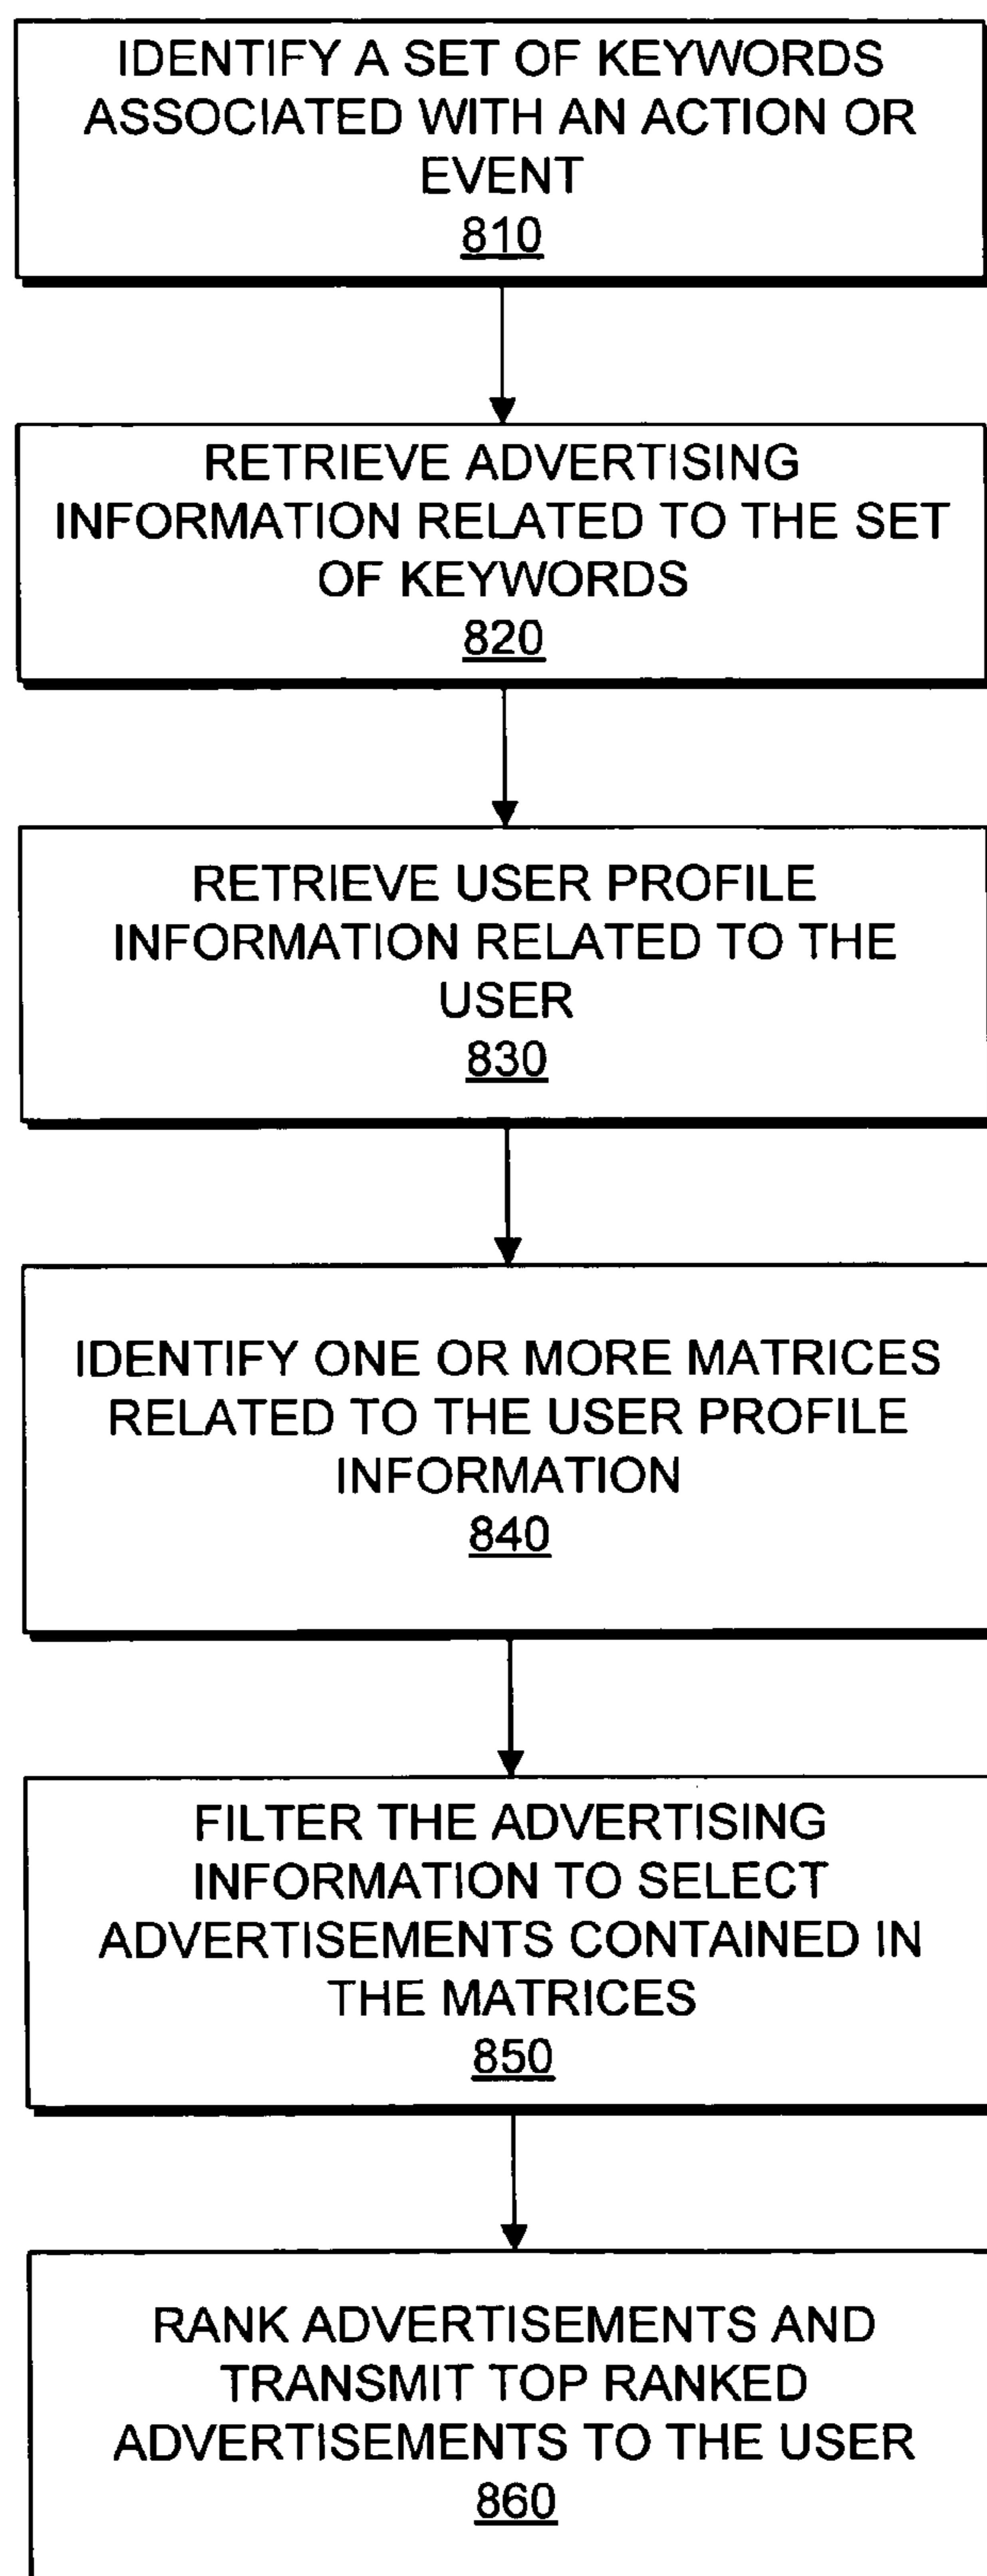 IDENTIFY A SET OF KEYWORDS
ASSOCIATED WITH AN ACTION OR
EVENT
810
RETRIEVE ADVERTISING
INFORMATION RELATED TO THE SET
OF KEYWORDS
820
RETRIEVE USER PROFILE
INFORMATION RELATED TO THE
USER
830
IDENTIFY ONE OR MORE MATRICES
RELATED TO THE USER PROFILE
INFORMATION
840
FILTER THE ADVERTISING
INFORMATION TO SELECT
ADVERTISEMENTS CONTAINED IN
THE MATRICES
850
RANK ADVERTISEMENTS AND
TRANSMIT TOP RANKED
ADVERTISEMENTS TO THE USER
860